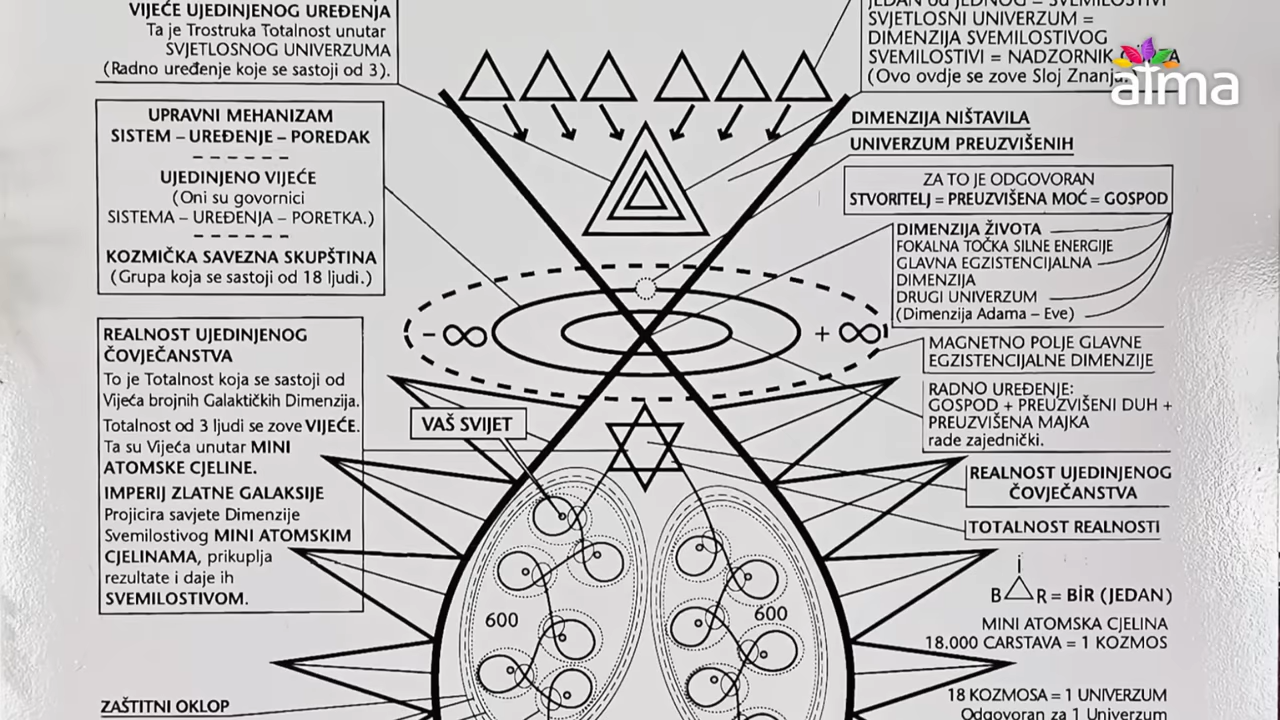 VIJEĆE UJEDINJENOG UREĐENJA
Ta je Trostruka Totalnost unutar
SVJETLOSNOG UNIVERZUMA
(Radno uređenje koje se sastoji od 3).
UPRAVNI MEHANIZAM
SISTEM – UREĐENJE – POREDAK
– – – – – –
UJEDINJENO VIJEĆE
(Oni su govornici
SISTEMA – UREĐENJA – PORETKA.)
– – – – – –
KOZMIČKA SAVEZNA SKUPŠTINA
(Grupa koja se sastoji od 18 ljudi.)
REALNOST UJEDINJENOG
ČOVJEČANSTVA
To je Totalnost koja se sastoji od
Vijeća brojnih Galaktičkih Dimenzija.
Totalnost od 3 ljudi se zove VIJEĆE.
Ta su Vijeća unutar MINI
ATOMSKE CJELINE.
IMPERIJ ZLATNE GALAKSIJE
Projicira savjete Dimenzije
Svemilostivog MINI ATOMSKIM
CJELINAMA, prikuplja
rezultate i daje ih
SVEMILOSTIVOM.
ZAŠTITNI OKLOP
– ∞
+ ∞
VAŠ SVIJET
600
600
JEDAN od JEDNOG = SVEMILOSTIVI
SVJETLOSNI UNIVERZUM =
DIMENZIJA SVEMILOSTIVOG
SVEMILOSTIVI = NADZORNIK
(Ovo ovdje se zove Sloj Znanja.
atma
DIMENZIJA NIŠTAVILA
UNIVERZUM PREUZVIŠENIH
ZA TO JE ODGOVORAN
STVORITELJ = PREUZVIŠENA MOĆ = GOSPOD
DIMENZIJA ŽIVOTA
FOKALNA TOČKA SILNE ENERGIJE
GLAVNA EGZISTENCIJALNA
DIMENZIJA
DRUGI UNIVERZUM
(Dimenzija Adama – Eve)
MAGNETNO POLJE GLAVNE
EGZISTENCIJALNE DIMENZIJE
RADNO UREĐENJE:
GOSPOD + PREUZVIŠENI DUH +
PREUZVIŠENA MAJKA
rade zajednički.
REALNOST UJEDINJENOG
ČOVJEČANSTVA
TOTALNOST REALNOSTI
i
B R = BİR (JEDAN)
MINI ATOMSKA CJELINA
18.000 CARSTAVA = 1 KOZMOS
18 KOZMOSA = 1 UNIVERZUM
Odgovoran za 1 Univerzum